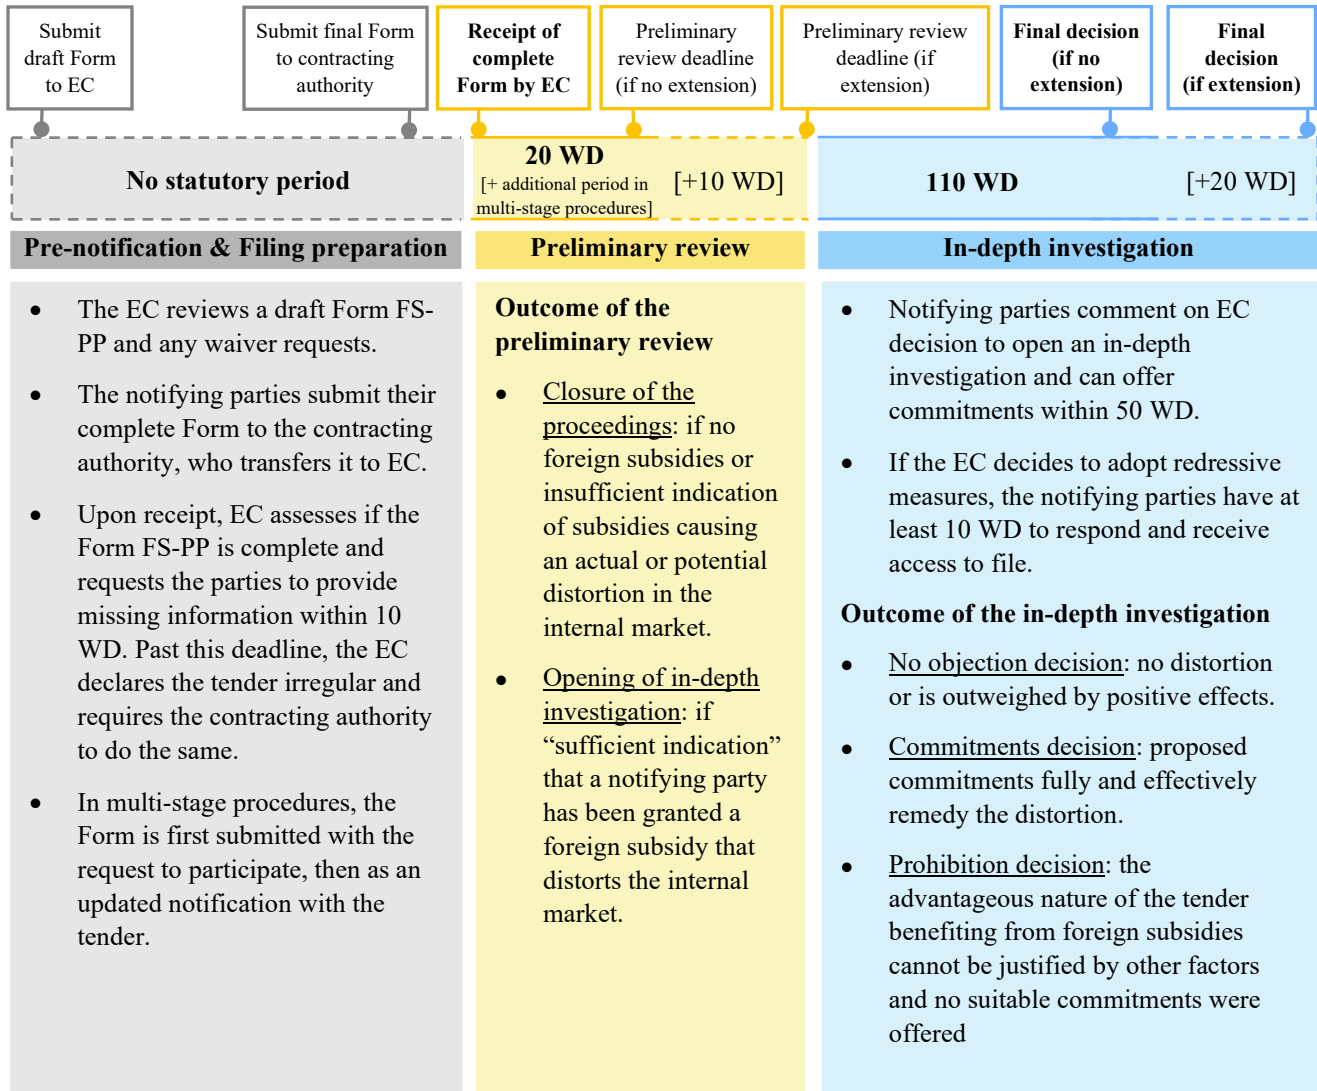 Submit
draft Form
to EC
Submit final Form
to contracting
authority
Receipt of
complete
Form by EC
Preliminary
review deadline
(if no extension)
Preliminary review
deadline (if
extension)
Final decision
(if no
extension)
Final
decision
(if extension)
No statutory period
20 WD
[+ additional period in
multi-stage procedures]
[+10 WD]
110 WD
[+20 WD]
Pre-notification & Filing preparation
Preliminary review
In-depth investigation
• The EC reviews a draft Form FS-
PP and any waiver requests.
• The notifying parties submit their
complete Form to the contracting
authority, who transfers it to EC.
• Upon receipt, EC assesses if the
Form FS-PP is complete and
requests the parties to provide
missing information within 10
WD. Past this deadline, the EC
declares the tender irregular and
requires the contracting authority
to do the same.
• In multi-stage procedures, the
Form is first submitted with the
request to participate, then as an
updated notification with the
tender.
Outcome of the
preliminary review
• Closure of the
proceedings: if no
foreign subsidies or
insufficient indication
of subsidies causing
an actual or potential
distortion in the
internal market.
• Opening of in-depth
investigation: if
“sufficient indication”
that a notifying party
has been granted a
foreign subsidy that
distorts the internal
market.
• Notifying parties comment on EC
decision to open an in-depth
investigation and can offer
commitments within 50 WD.
• If the EC decides to adopt redressive
measures, the notifying parties have at
least 10 WD to respond and receive
access to file.
Outcome of the in-depth investigation
• No objection decision: no distortion
or is outweighed by positive effects.
• Commitments decision: proposed
commitments fully and effectively
remedy the distortion.
• Prohibition decision: the
advantageous nature of the tender
benefiting from foreign subsidies
cannot be justified by other factors
and no suitable commitments were
offered